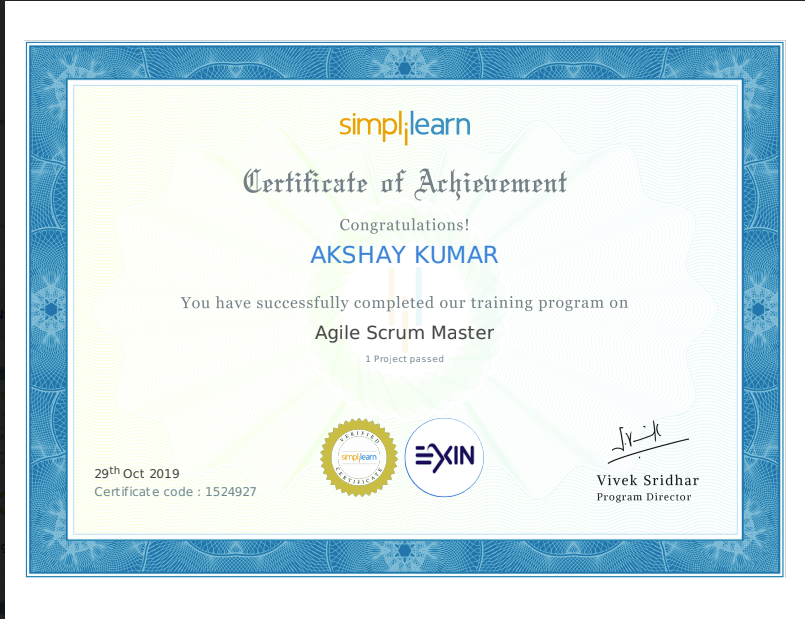 simplilearn
Certificate of Achievement
Congratulations!
AKSHAY KUMAR
You have successfully completed our training program on
Agile Scrum Master
1 Project passed
VERIFIED
simplilearn
CERTIFICATE
EXIN
29th Oct 2019
Certificate code : 1524927
Vivek Sridhar
Program Director